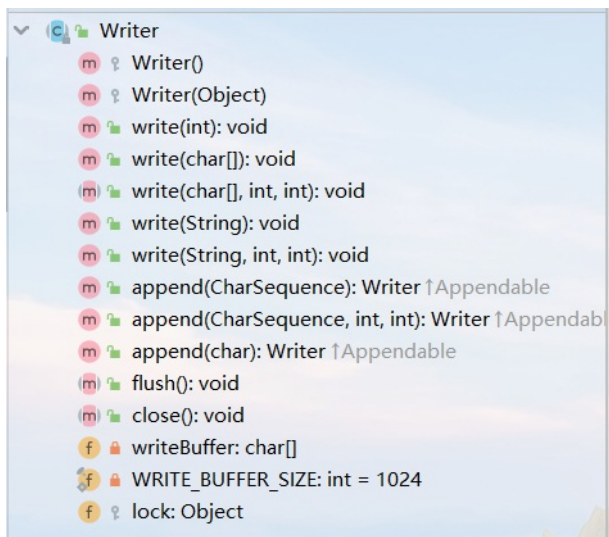 Writer
Writer()
Writer(Object)
write(int): void
write(char[]): void
write(char[], int, int): void
write(String): void
write(String, int, int): void
append(CharSequence): Writer ↑Appendable
append(CharSequence, int, int): Writer ↑Appendabl
append(char): Writer ↑Appendable
flush(): void
close(): void
writeBuffer: char[]
WRITE_BUFFER_SIZE: int = 1024
lock: Object